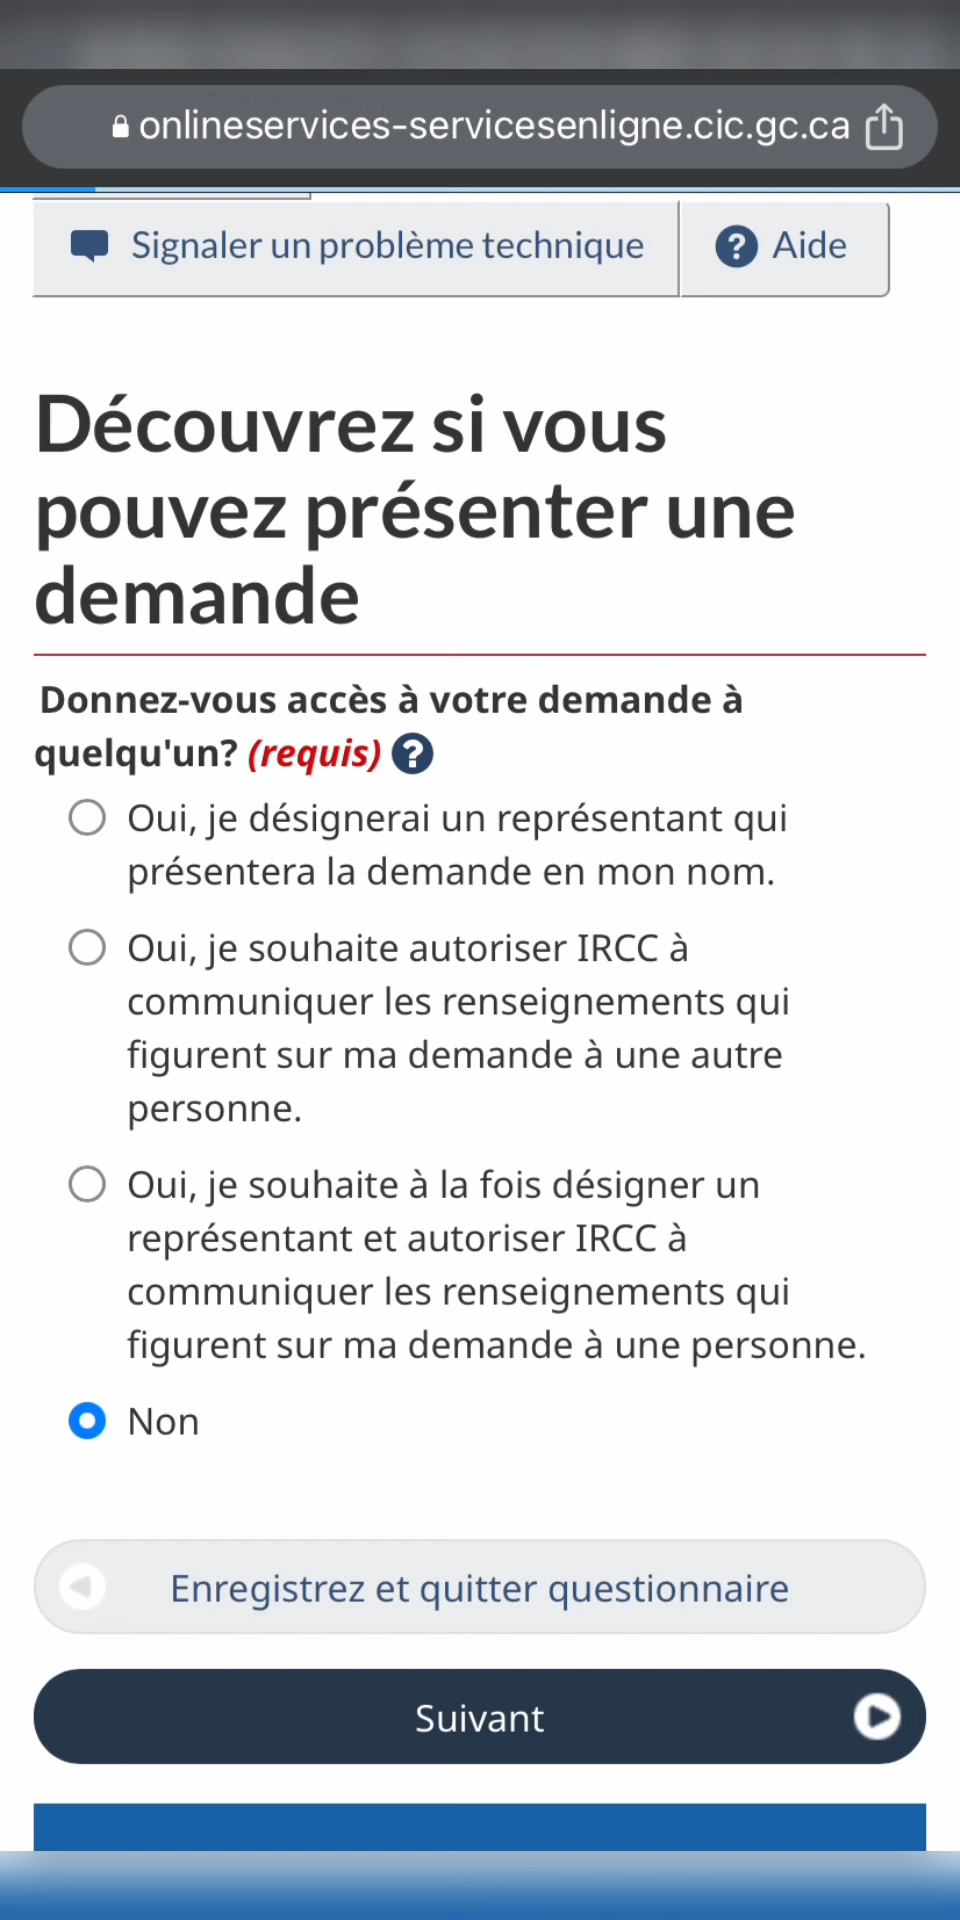 onlineservices-servicesenligne.cic.gc.ca
Signaler un problème technique
Aide
Découvrez si vous
pouvez présenter une
demande
Donnez-vous accès à votre demande à
quelqu'un? (requis)
Oui, je désignerai un représentant qui
présentera la demande en mon nom.
Oui, je souhaite autoriser IRCC à
communiquer les renseignements qui
figurent sur ma demande à une autre
personne.
Oui, je souhaite à la fois désigner un
représentant et autoriser IRCC à
communiquer les renseignements qui
figurent sur ma demande à une personne.
Non
Enregistrez et quitter questionnaire
Suivant